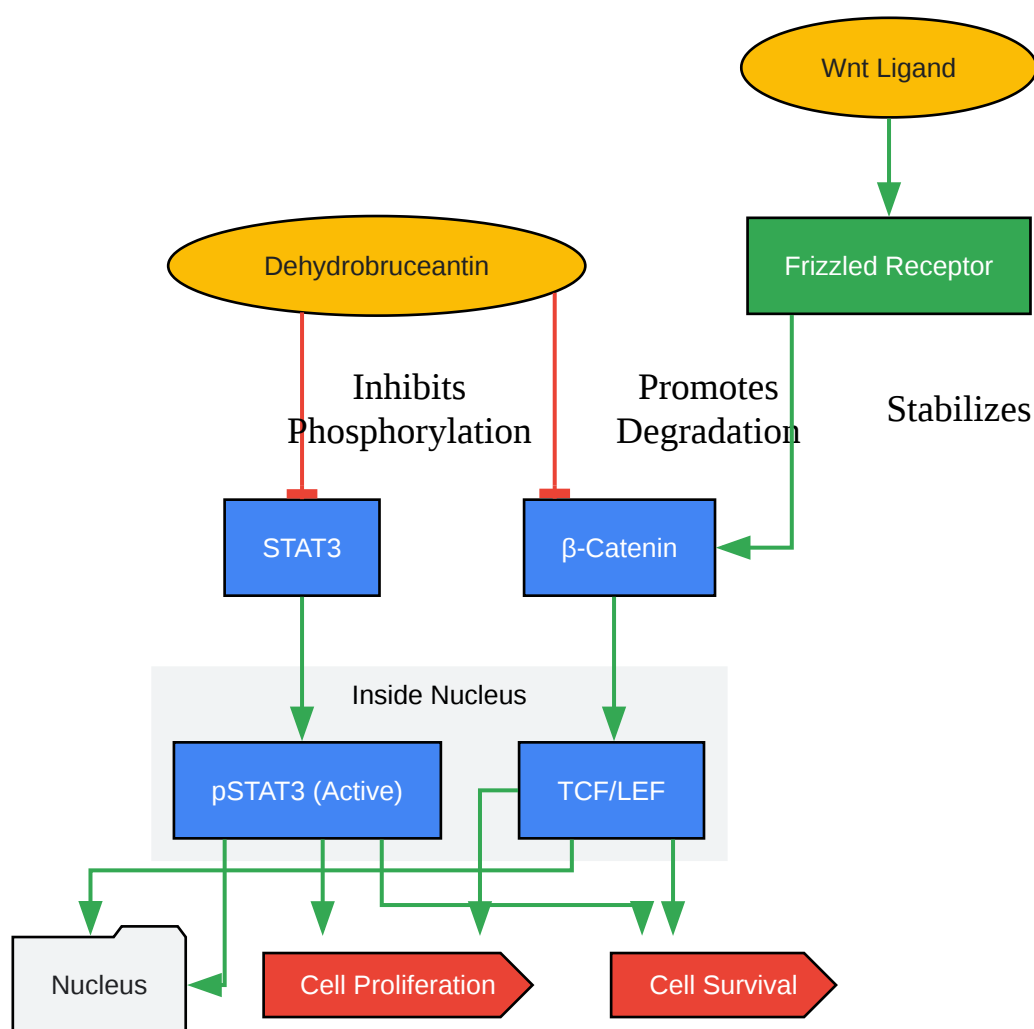 Wnt Ligand
Dehydrobruceantin
Frizzled Receptor
Inhibits
Phosphorylation
Promotes
Degradation
Stabilizes
STAT3
β-Catenin
Inside Nucleus
pSTAT3 (Active)
TCF/LEF
Nucleus
Cell Proliferation
Cell Survival